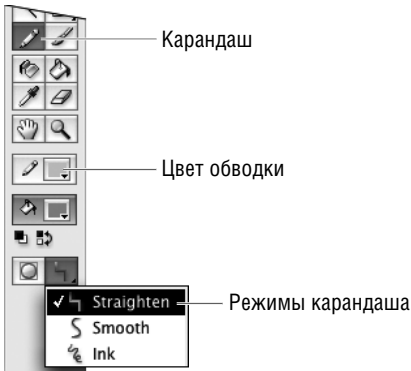 Карандаш
Цвет обводки
Straighten
Режимы карандаша
Smooth
Ink